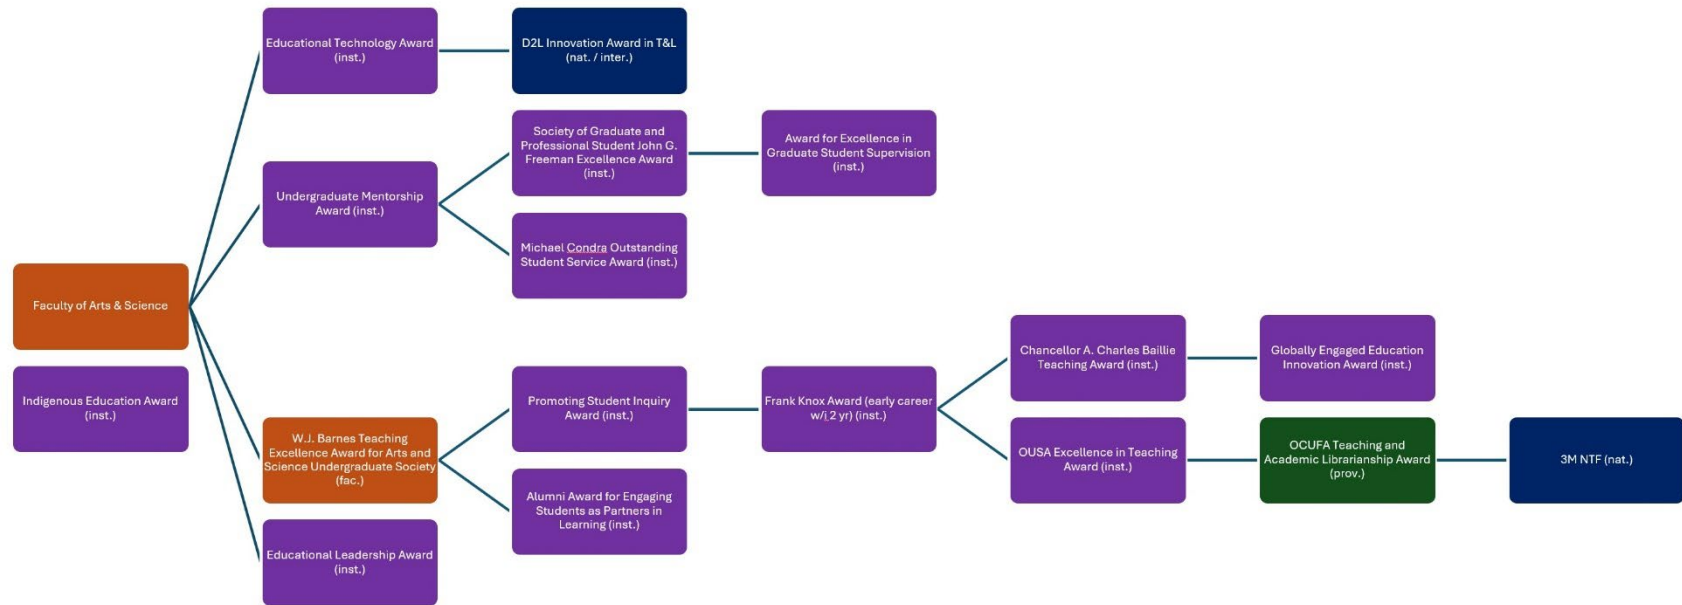 Educational Technology Award
(inst.)
D2L Innovation Award in T&L
(nat. / inter.)
Society of Graduate and
Professional Student John G.
Freeman Excellence Award
(inst.)
Award for Excellence in
Graduate Student Supervision
(inst.)
Undergraduate Mentorship
Award (inst.)
Michael Condra Outstanding
Student Service Award (inst.)
Faculty of Arts & Science
Indigenous Education Award
(inst.)
W.J. Barnes Teaching
Excellence Award for Arts and
Science Undergraduate Society
(fac.)
Promoting Student Inquiry
Award (inst.)
Frank Knox Award (early career
w/i 2 yr) (inst.)
Chancellor A. Charles Baillie
Teaching Award (inst.)
Globally Engaged Education
Innovation Award (inst.)
OUSA Excellence in Teaching
Award (inst.)
OCUFA Teaching and
Academic Librarianship Award
(prov.)
3M NTF (nat.)
Alumni Award for Engaging
Students as Partners in
Learning (inst.)
Educational Leadership Award
(inst.)